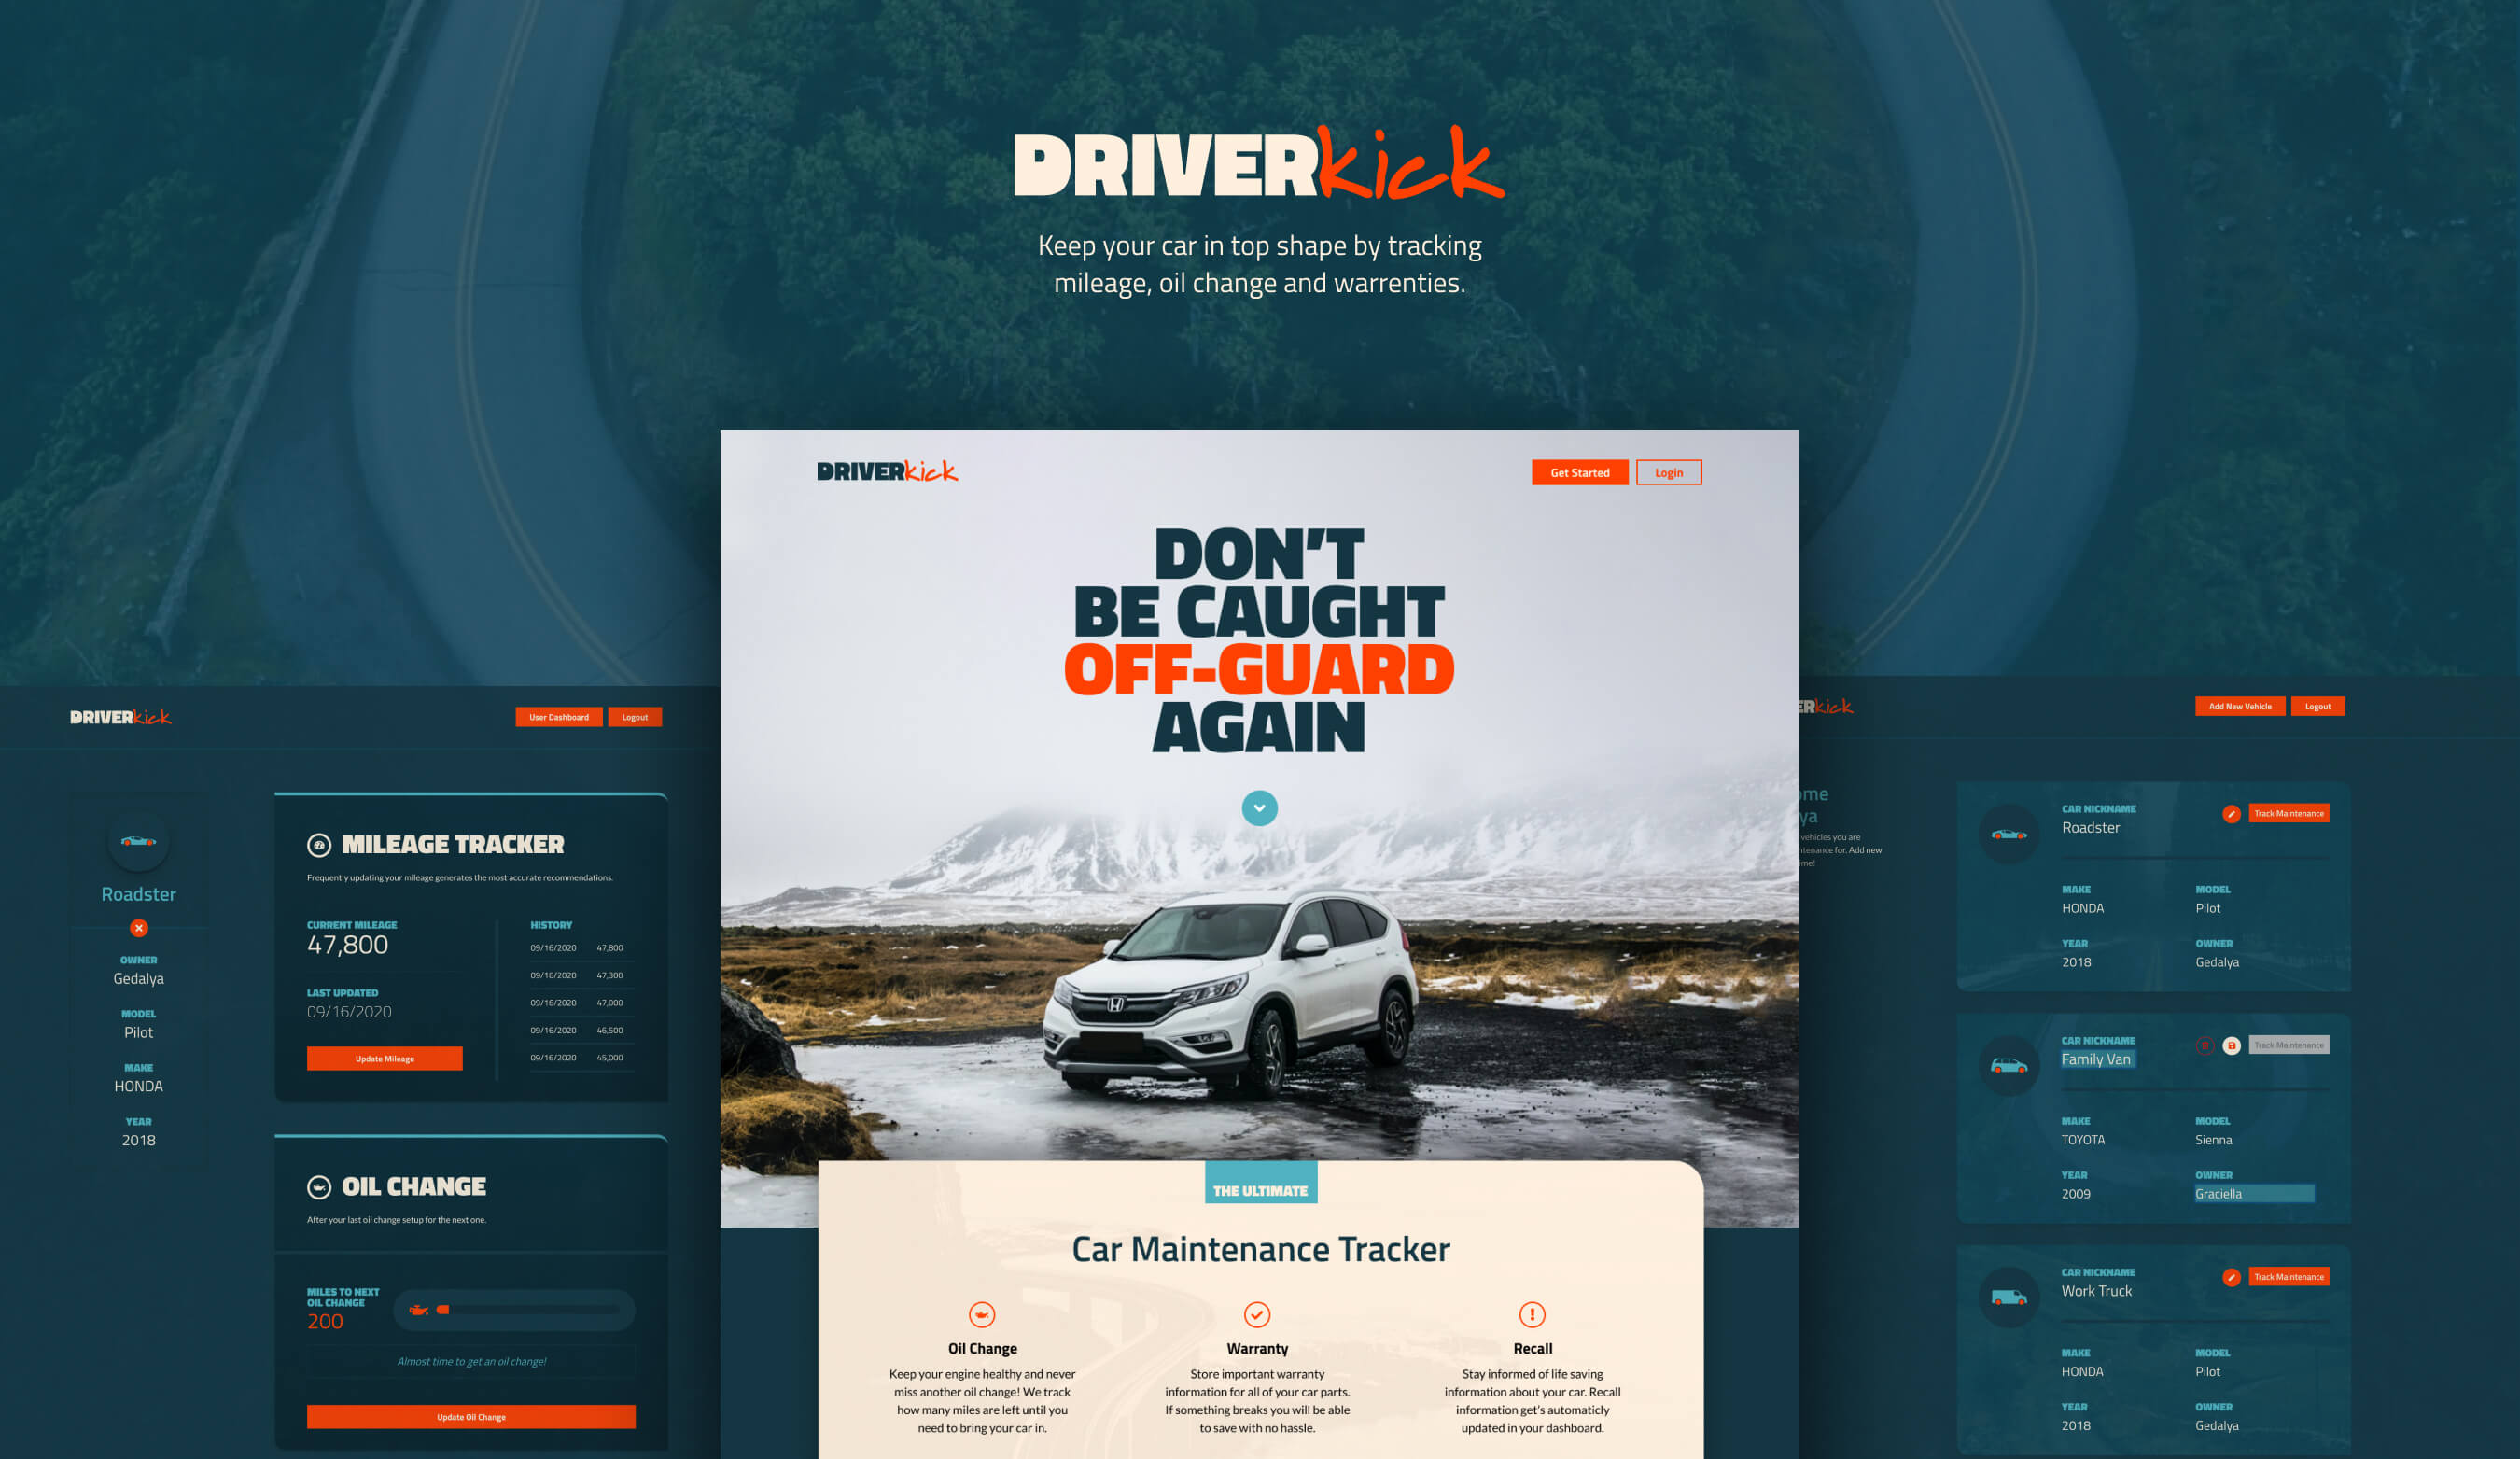 DRIVERkick
Keep your car in top shape by tracking
mileage, oil change and warrenties.
DRIVERkick
Get Started
Login
DON'T
BE CAUGHT
OFF-GUARD
AGAIN
THE ULTIMATE
Car Maintenance Tracker
Oil Change
Keep your engine healthy and never
miss another oil change! We track
how many miles are left until you
need to bring your car in.
Warranty
Store important warranty
information for all of your car parts.
If something breaks you will be able
to save with no hassle.
Recall
Stay informed of life saving
information about your car. Recall
information get's automaticly
updated in your dashboard.
DRIVERkick
User Dashboard
Logout
Roadster
OWNER
Gedalya
MODEL
Pilot
MAKE
HONDA
YEAR
2018
MILEAGE TRACKER
Frequently updating your mileage generates the most accurate recommendations.
CURRENT MILEAGE
47,800
LAST UPDATED
09/16/2020
Update Mileage
HISTORY
09/16/2020 47,800
09/16/2020 47,300
09/16/2020 47,000
09/16/2020 46,500
09/16/2020 45,000
OIL CHANGE
After your last oil change setup for the next one.
MILES TO NEXT
OIL CHANGE
200
Almost time to get an oil change!
Update Oil Change
ERkick
Add New Vehicle
Logout
ome
ya
vehicles you are
ntenance for. Add new
ime!
CAR NICKNAME
Roadster
Track Maintenance
MAKE
HONDA
MODEL
Pilot
YEAR
2018
OWNER
Gedalya
CAR NICKNAME
Family Van
Track Maintenance
MAKE
TOYOTA
MODEL
Sienna
YEAR
2009
OWNER
Graciella
CAR NICKNAME
Work Truck
Track Maintenance
MAKE
HONDA
MODEL
Pilot
YEAR
2018
OWNER
Gedalya